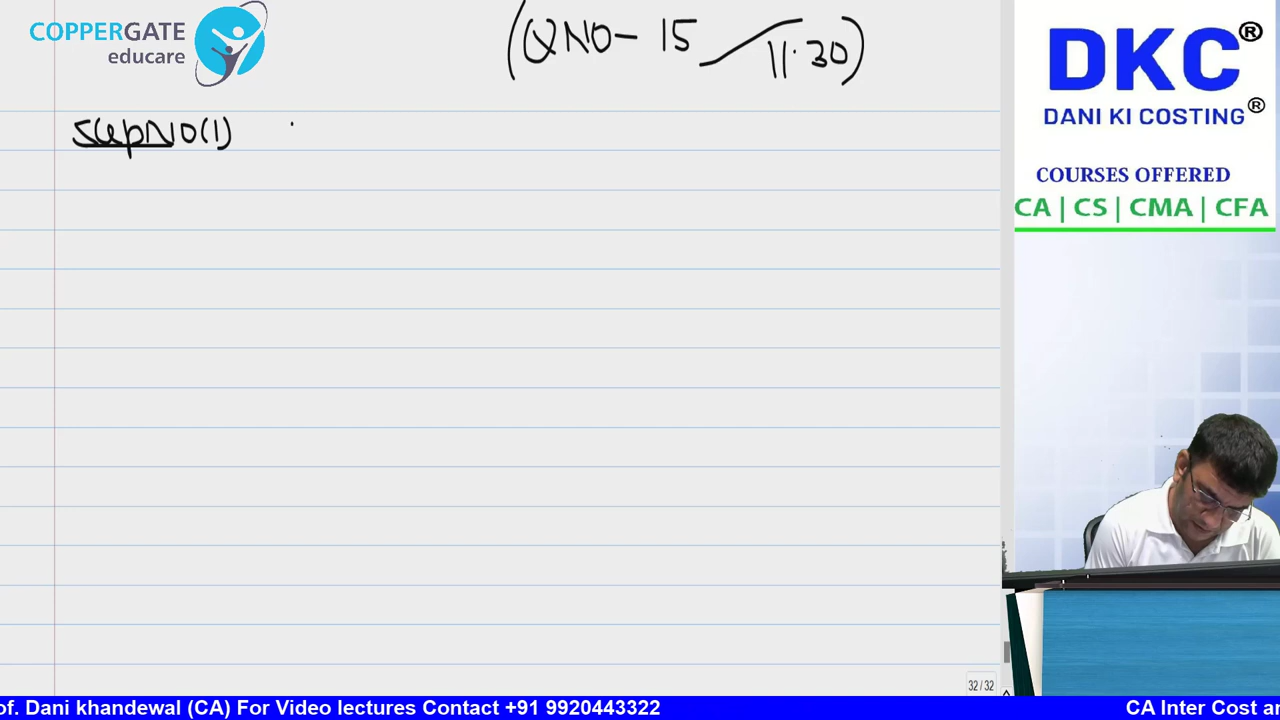 COPPERGATE
educare
(QNO- 15 / 11.30)
StepNO(1)
DKC®
DANI KI COSTING®
COURSES OFFERED
CA | CS | CMA | CFA
32/32
of. Dani khandewal (CA) For Video lectures Contact +91 9920443322
CA Inter Cost ar